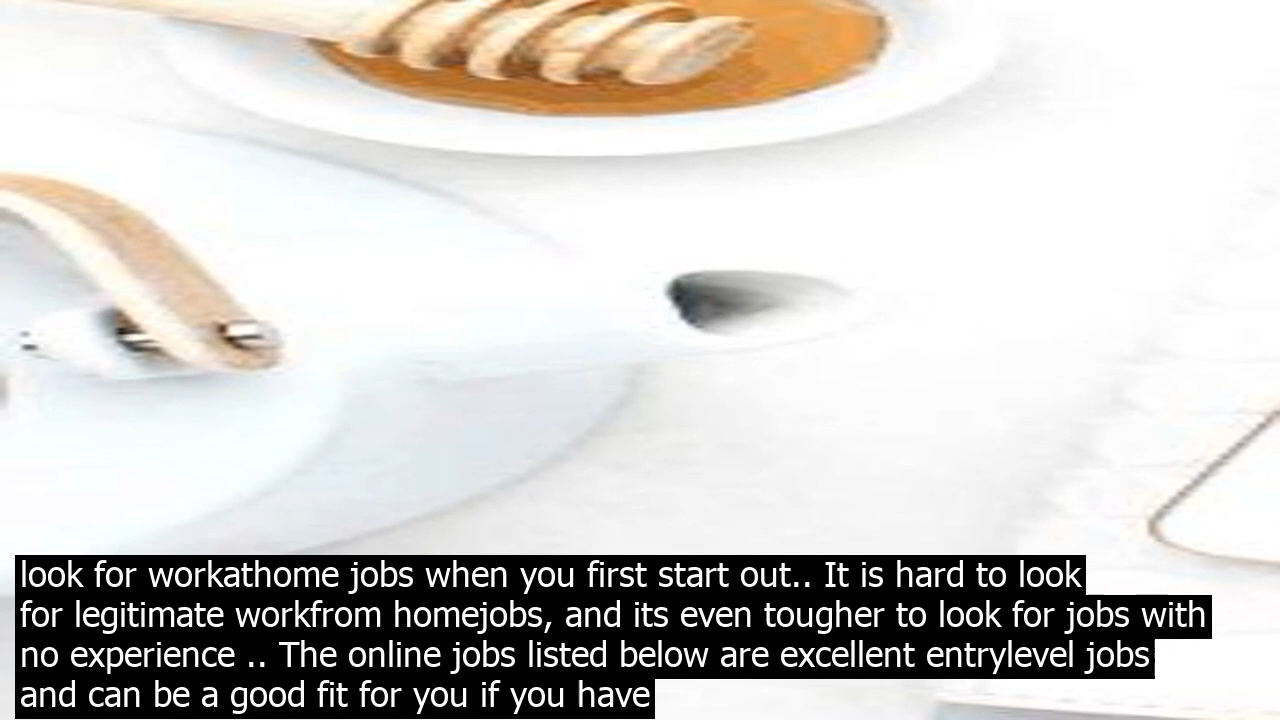 look for workathome jobs when you first start out.. It is hard to look
for legitimate workfrom homejobs, and its even tougher to look for jobs with
no experience .. The online jobs listed below are excellent entrylevel jobs
and can be a good fit for you if you have